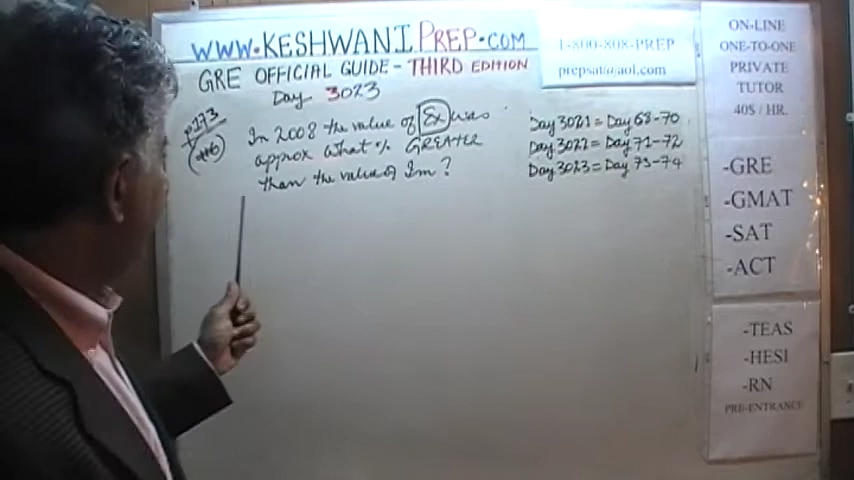 WWW.KESHWANIPREP.COM
GRE OFFICIAL GUIDE - THIRD EDITION
Day 3023
p273
#6
In 2008 the value of Ex was
approx what % GREATER
than the value of Im?
1-800-808-PREP
prepsat@aol.com
Day 3021 = Day 68-70
Day 3022 = Day 71-72
Day 3023 = Day 73-74
ON-LINE
ONE-TO-ONE
PRIVATE
TUTOR
40$ / HR.
-GRE
-GMAT
-SAT
-ACT
-TEAS
-HESI
-RN
PRE-ENTRANCE